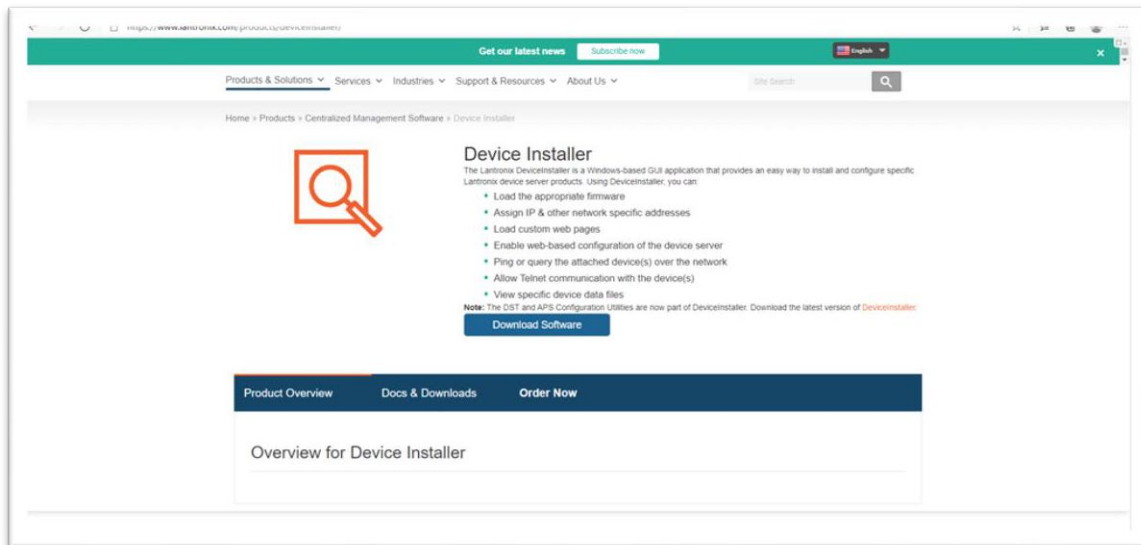 https://www.lantronix.com/products/deviceinstaller/
Get our latest news Subscribe now English ×
Products & Solutions Services Industries Support & Resources About Us Site Search
Home » Products » Centralized Management Software » Device Installer
Device Installer
The Lantronix DeviceInstaller is a Windows-based GUI application that provides an easy way to install and configure specific
Lantronix device server products. Using DeviceInstaller, you can:
• Load the appropriate firmware
• Assign IP & other network specific addresses
• Load custom web pages
• Enable web-based configuration of the device server
• Ping or query the attached device(s) over the network
• Allow Telnet communication with the device(s)
• View specific device data files
Note: The DST and APS Configuration Utilities are now part of DeviceInstaller. Download the latest version of DeviceInstaller.
Download Software
Product Overview Docs & Downloads Order Now
Overview for Device Installer